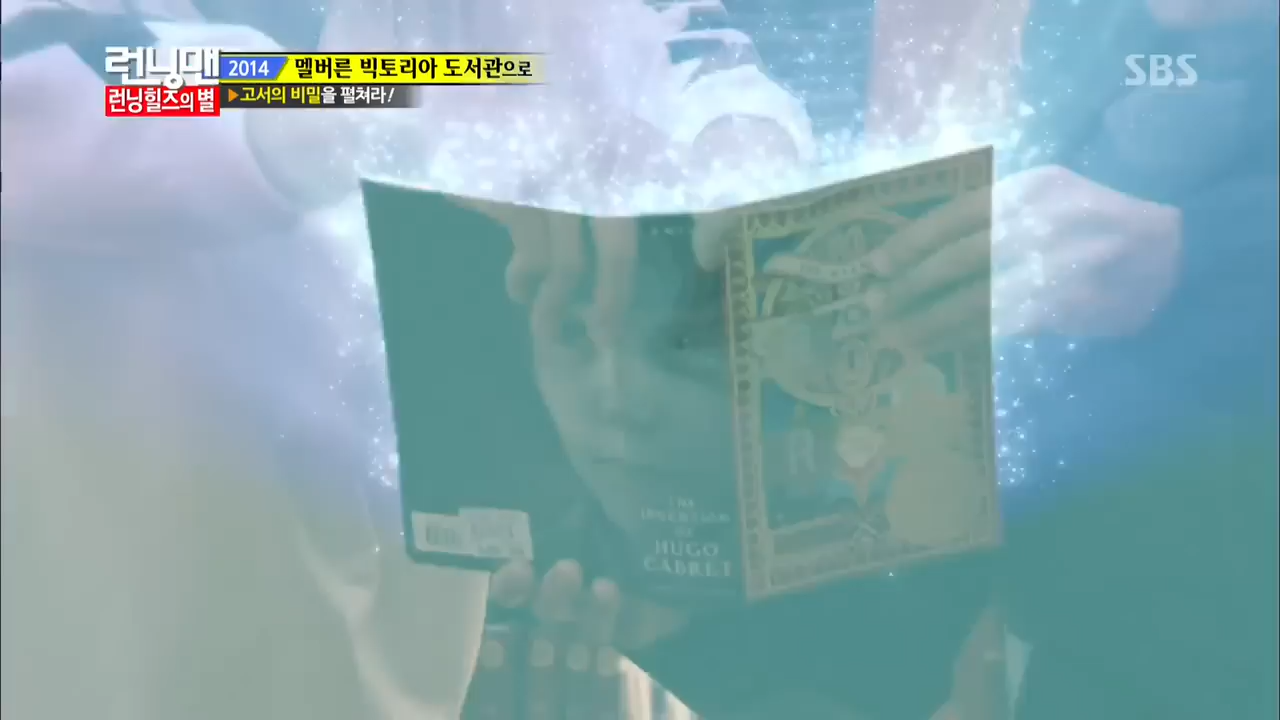 런닝맨
런닝힐즈의 별
2014 멜버른 빅토리아 도서관으로
고서의 비밀을 펼쳐라!
SBS
THE
INVENTION
OF
HUGO
CABRET